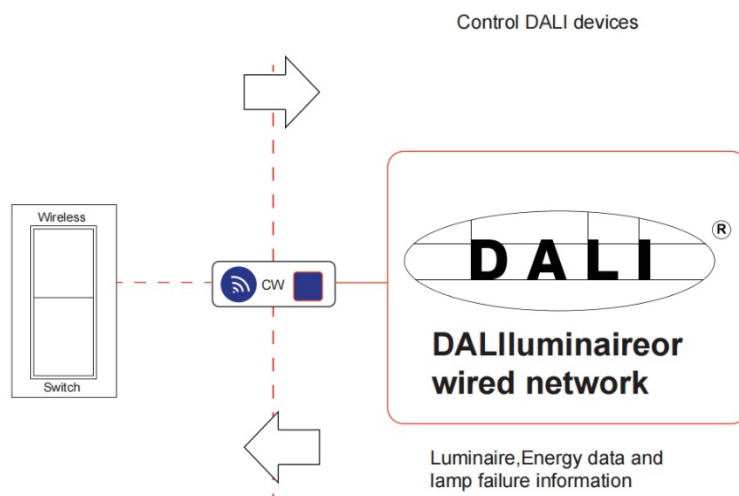 Control DALI devices
Wireless
Switch
CW
DALI
®
DALIluminaireor
wired network
Luminaire,Energy data and
lamp failure information